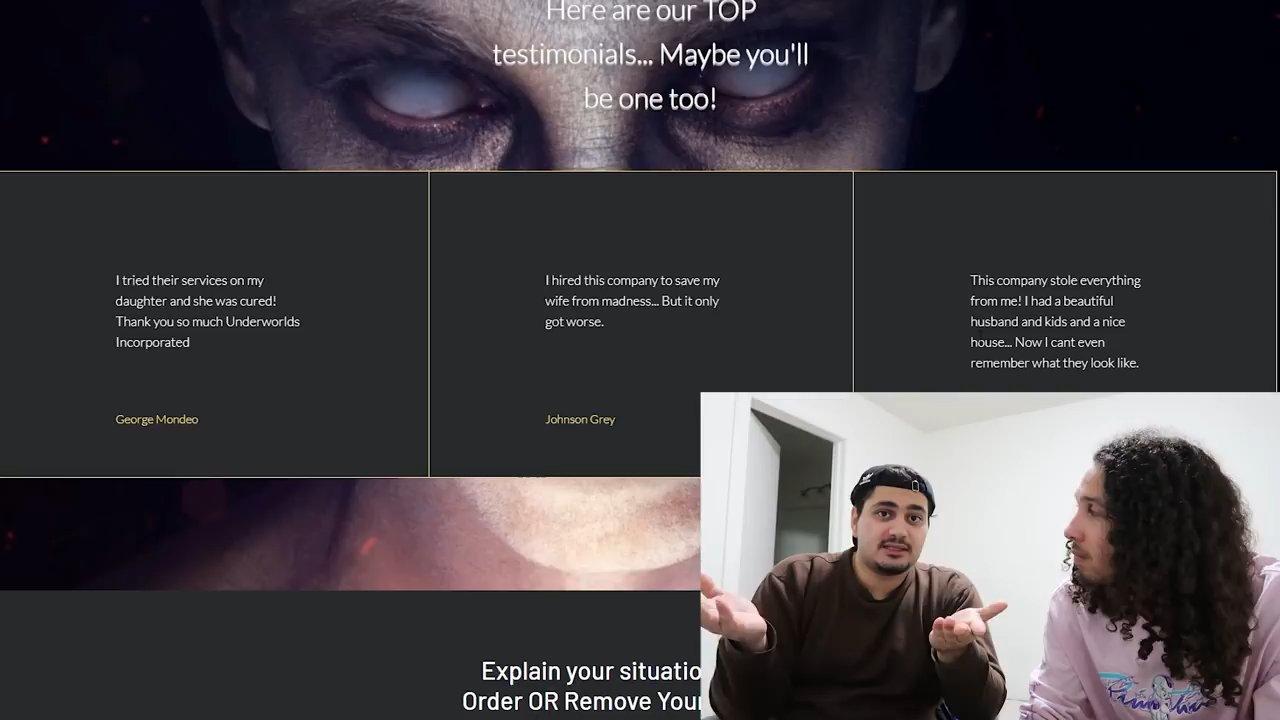 Here are our TOP
testimonials... Maybe you'll
be one too!
I tried their services on my
daughter and she was cured!
Thank you so much Underworlds
Incorporated
George Mondeo
I hired this company to save my
wife from madness... But it only
got worse.
Johnson Grey
This company stole everything
from me! I had a beautiful
husband and kids and a nice
house... Now I cant even
remember what they look like.
Explain your situatio
Order OR Remove Your